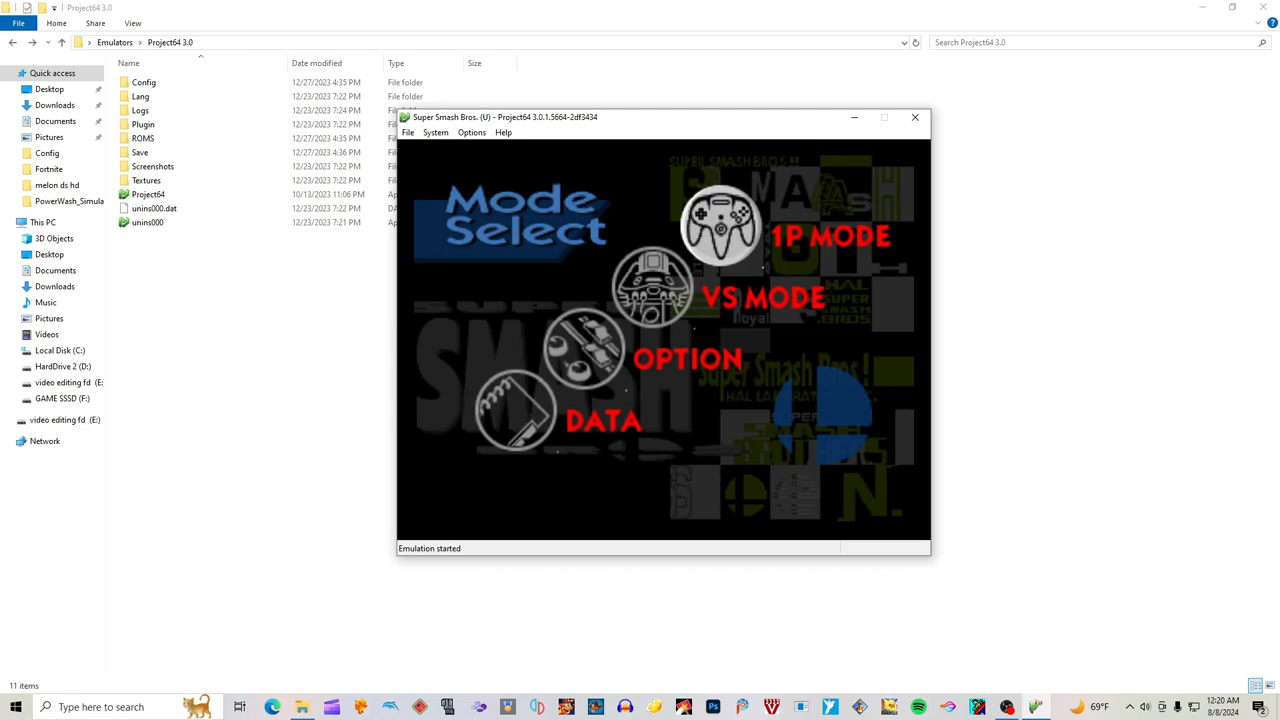 Project64 3.0
File Home Share View
Emulators Project64 3.0
Search Project64 3.0
Name Date modified Type Size
Quick access
Desktop
Downloads
Documents
Pictures
Config
Fortnite
melon ds hd
PowerWash_Simula
This PC
3D Objects
Desktop
Documents
Downloads
Music
Pictures
Videos
Local Disk (C:)
HardDrive 2 (D:)
video editing fd (E:
GAME SSSD (F:)
video editing fd (E:)
Network
Config 12/27/2023 4:35 PM File folder
Lang 12/23/2023 7:22 PM File folder
Logs 12/23/2023 7:24 PM
Plugin 12/23/2023 7:22 PM
ROMS 12/27/2023 4:35 PM
Save 12/27/2023 4:36 PM
Screenshots 12/23/2023 7:22 PM
Textures 12/23/2023 7:22 PM
Project64 10/13/2023 11:06 PM
unins000.dat 12/23/2023 7:22 PM
unins000 12/23/2023 7:21 PM
Super Smash Bros. (U) - Project64 3.0.1.5664-2df3434
File System Options Help
Mode
Select
1P MODE
VS MODE
OPTION
DATA
Emulation started
11 items
Type here to search
69°F
12:20 AM
8/8/2024